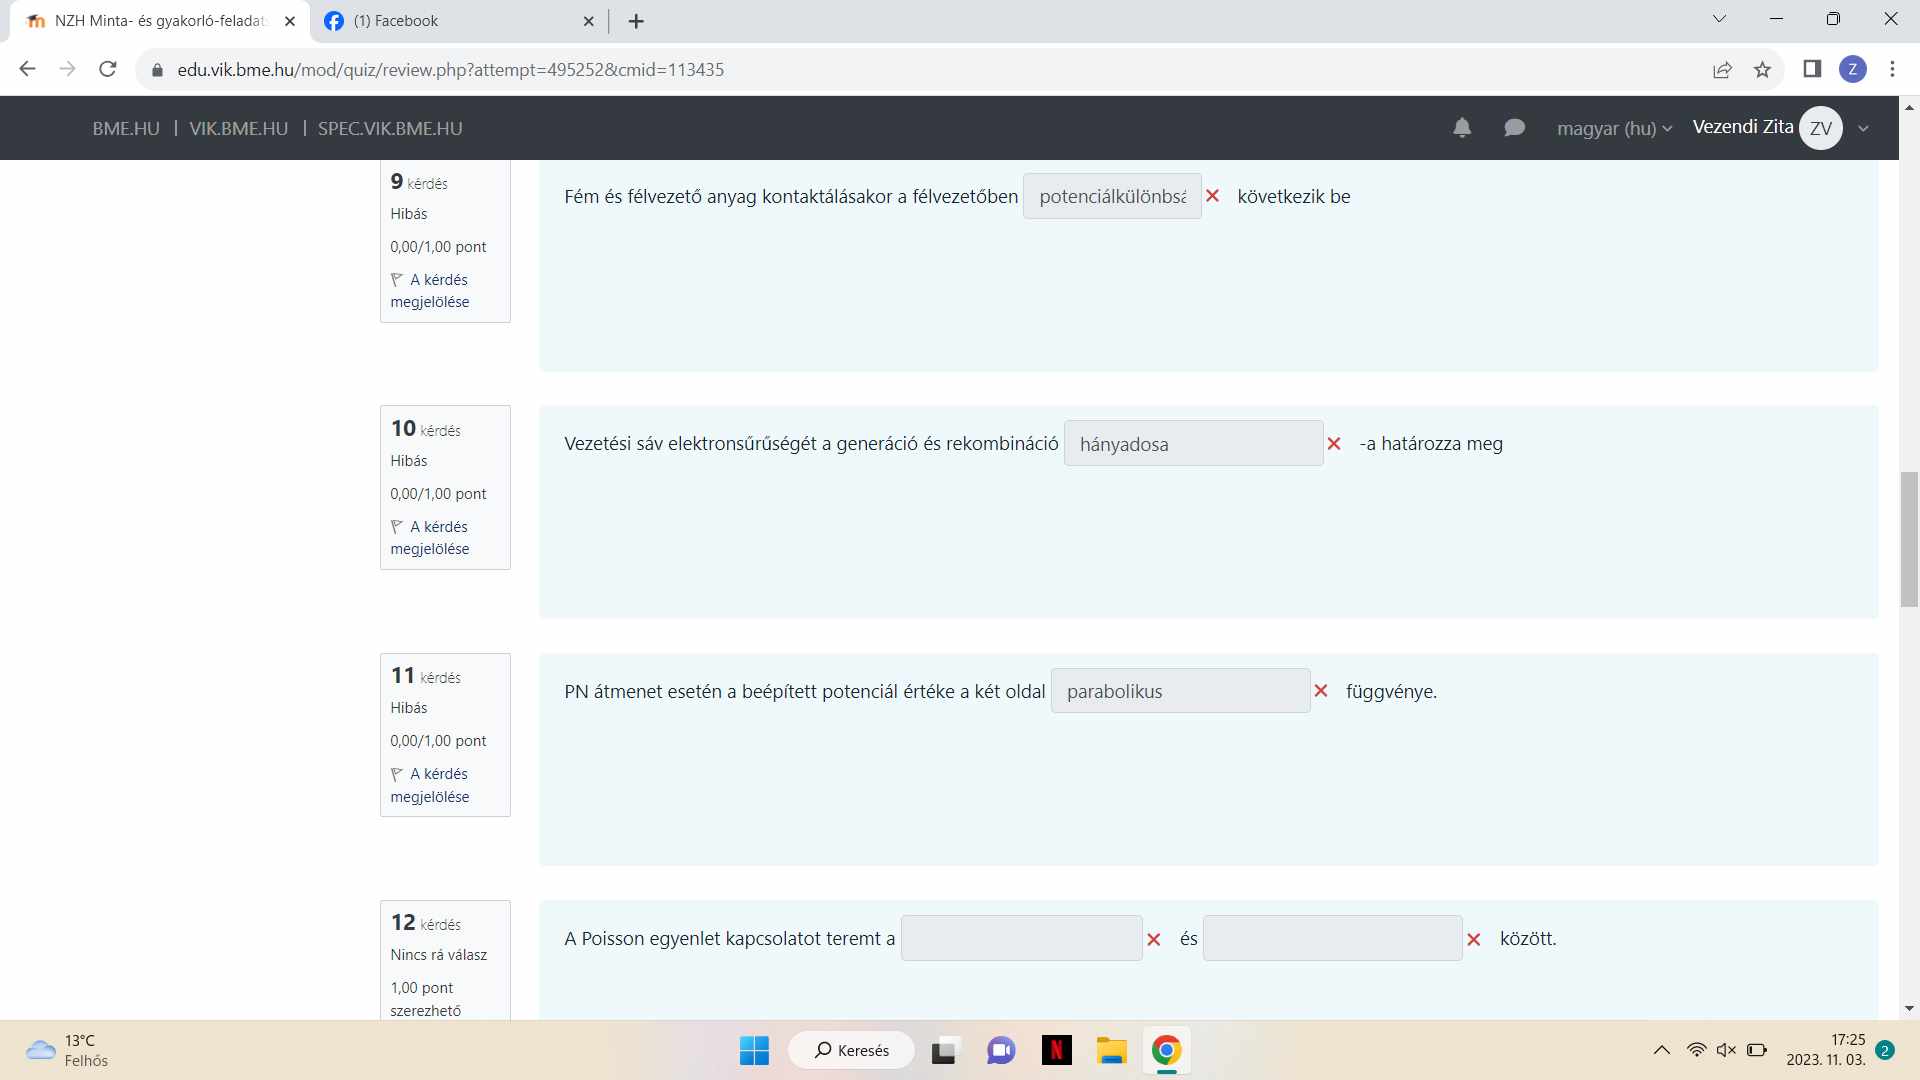 NZH Minta- és gyakorló-feladats
(1) Facebook
edu.vik.bme.hu/mod/quiz/review.php?attempt=495252&cmid=113435
Z
BME.HU | VIK.BME.HU | SPEC.VIK.BME.HU
magyar (hu)
Vezendi Zita
ZV
9 kérdés
Hibás
0,00/1,00 pont
A kérdés
megjelölése
Fém és félvezető anyag kontaktálásakor a félvezetőben potenciálkülönbsé következik be
10 kérdés
Hibás
0,00/1,00 pont
A kérdés
megjelölése
Vezetési sáv elektronsűrűségét a generáció és rekombináció hányadosa -a határozza meg
11 kérdés
Hibás
0,00/1,00 pont
A kérdés
megjelölése
PN átmenet esetén a beépített potenciál értéke a két oldal parabolikus függvénye.
12 kérdés
Nincs rá válasz
1,00 pont
szerezhető
A Poisson egyenlet kapcsolatot teremt a és között.
13°C
Felhős
Keresés
N
17:25
2023. 11. 03.
2